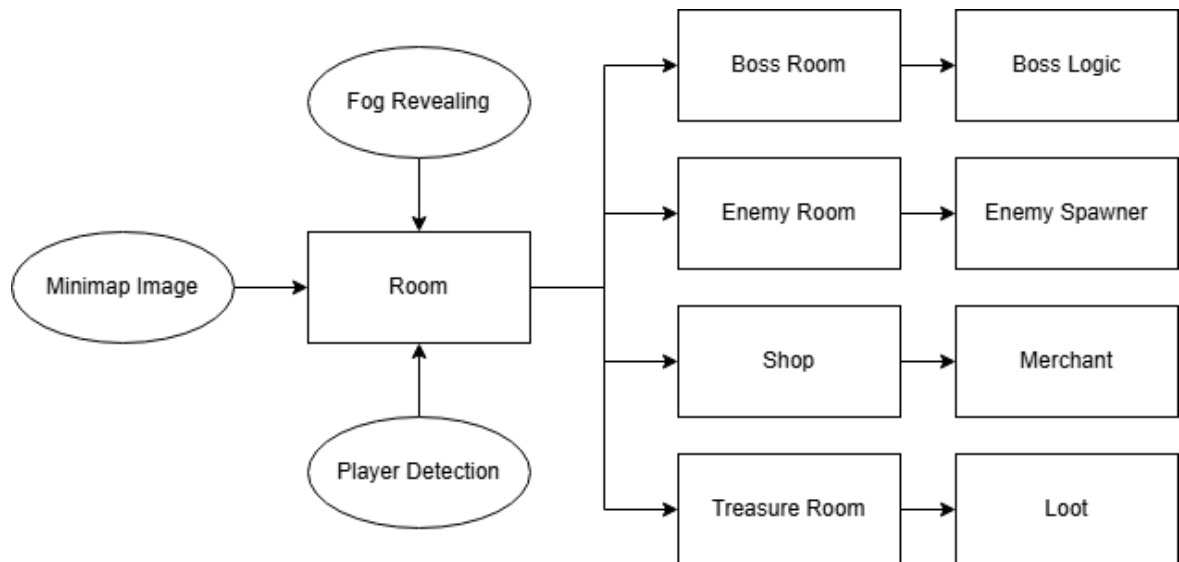 Fog Revealing
Minimap Image
Room
Player Detection
Boss Room
Boss Logic
Enemy Room
Enemy Spawner
Shop
Merchant
Treasure Room
Loot